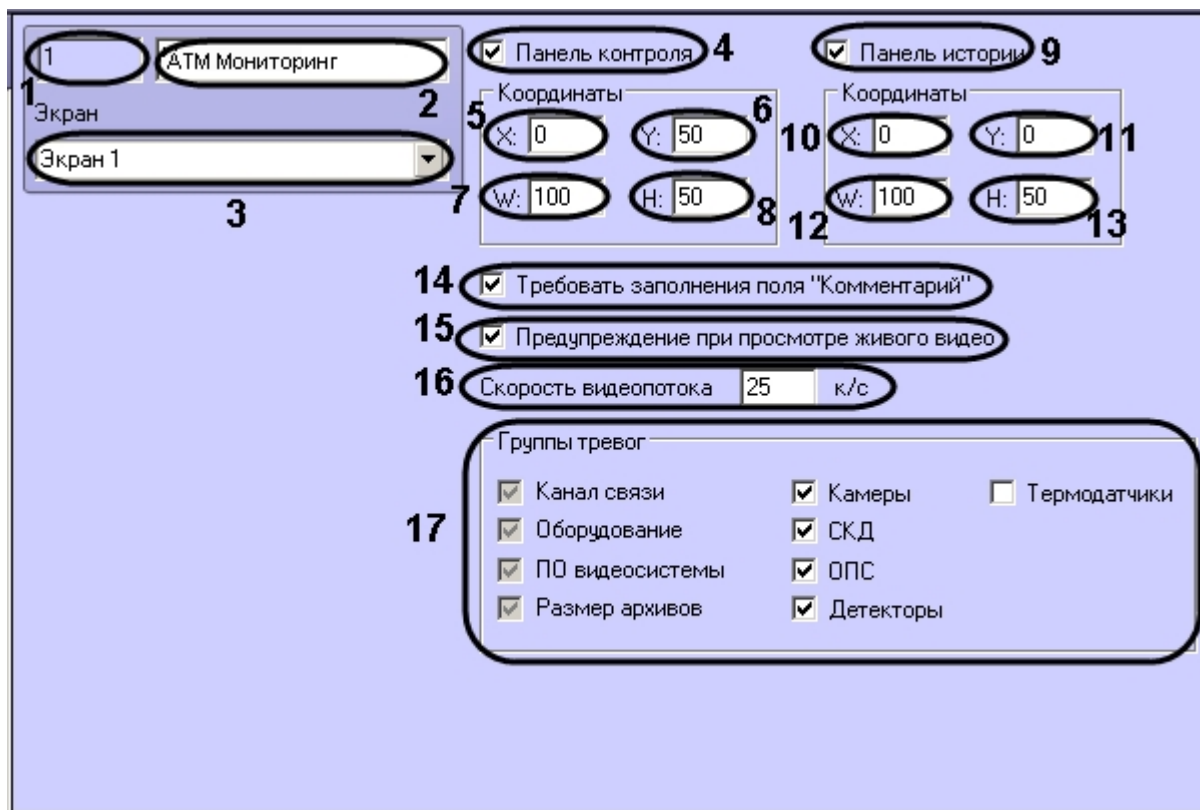 1 АТМ Мониторинг
1 2
Экран
Экран 1
3
Панель контроля 4
Координаты
5 X: 0 Y: 50 6
7 W: 100 H: 50 8
Панель истории 9
Координаты
10 X: 0 Y: 0 11
12 W: 100 H: 50 13
14 Требовать заполнения поля "Комментарий"
15 Предупреждение при просмотре живого видео
16 Скорость видеопотока 25 к/с
Группы тревог
Канал связи Камеры Термодатчики
17 Оборудование СКД
ПО видеосистемы ОПС
Размер архивов Детекторы